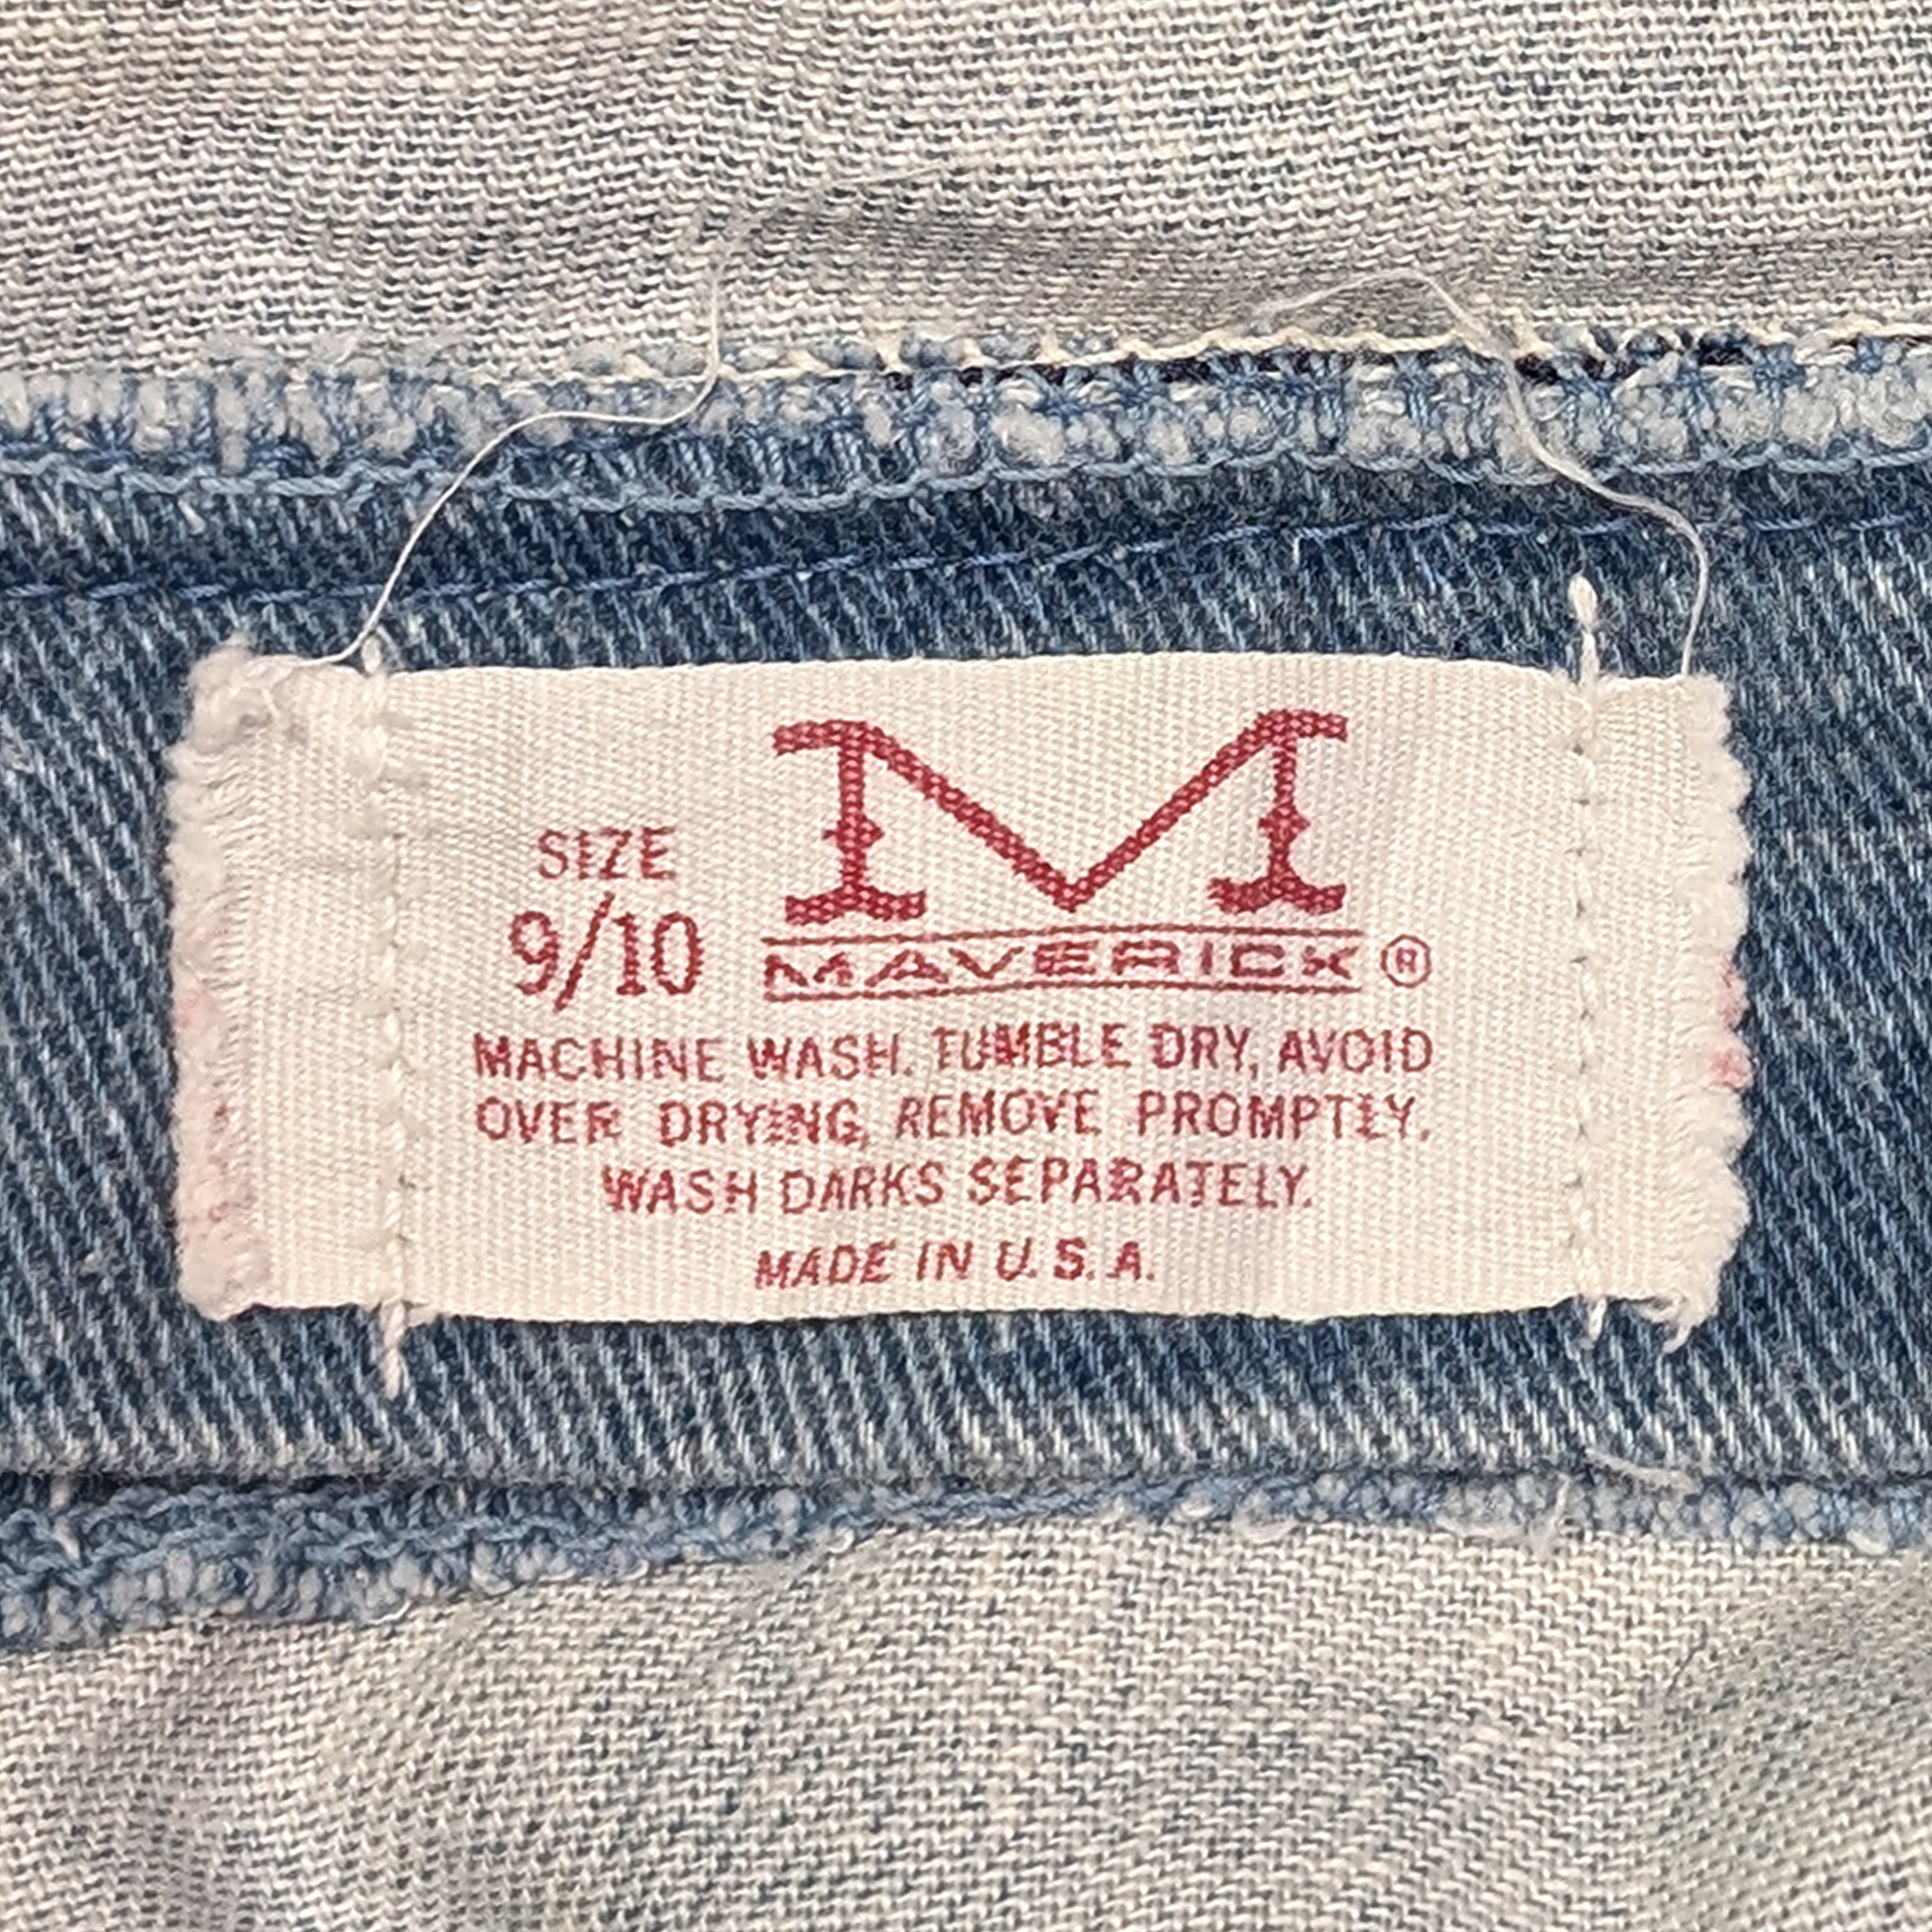 M
SIZE
9/10
MAVERICK®
MACHINE WASH. TUMBLE DRY, AVOID
OVER DRYING, REMOVE PROMPTLY.
WASH DARKS SEPARATELY.
MADE IN U.S.A.